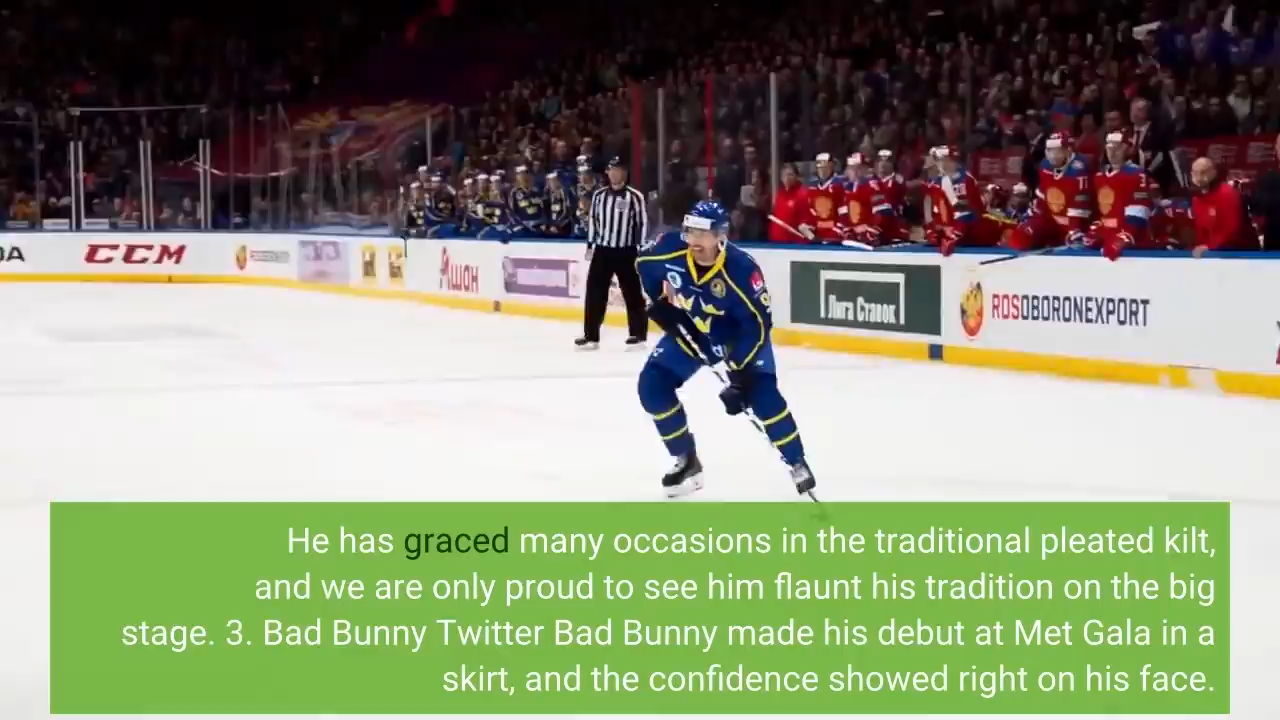 DA
CCM
Ашан
Лига Ставок
ROSOBORONEXPORT
He has graced many occasions in the traditional pleated kilt,
and we are only proud to see him flaunt his tradition on the big
stage. 3. Bad Bunny Twitter Bad Bunny made his debut at Met Gala in a
skirt, and the confidence showed right on his face.